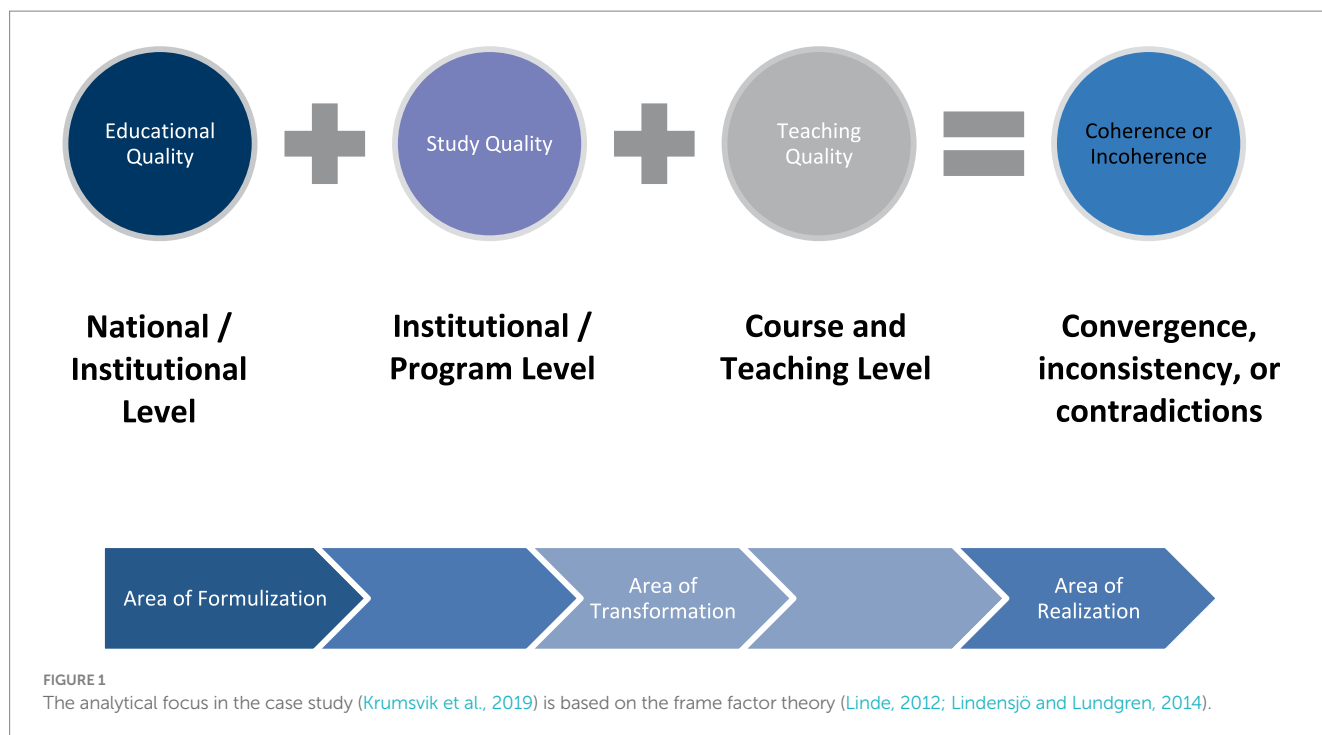 Educational
Quality
Study Quality
Teaching
Quality
Coherence or
Incoherence
National /
Institutional
Level
Institutional /
Program Level
Course and
Teaching Level
Convergence,
inconsistency, or
contradictions
Area of Formulization
Area of
Transformation
Area of
Realization
FIGURE 1
The analytical focus in the case study (Krumsvik et al., 2019) is based on the frame factor theory (Linde, 2012; Lindensjö and Lundgren, 2014).